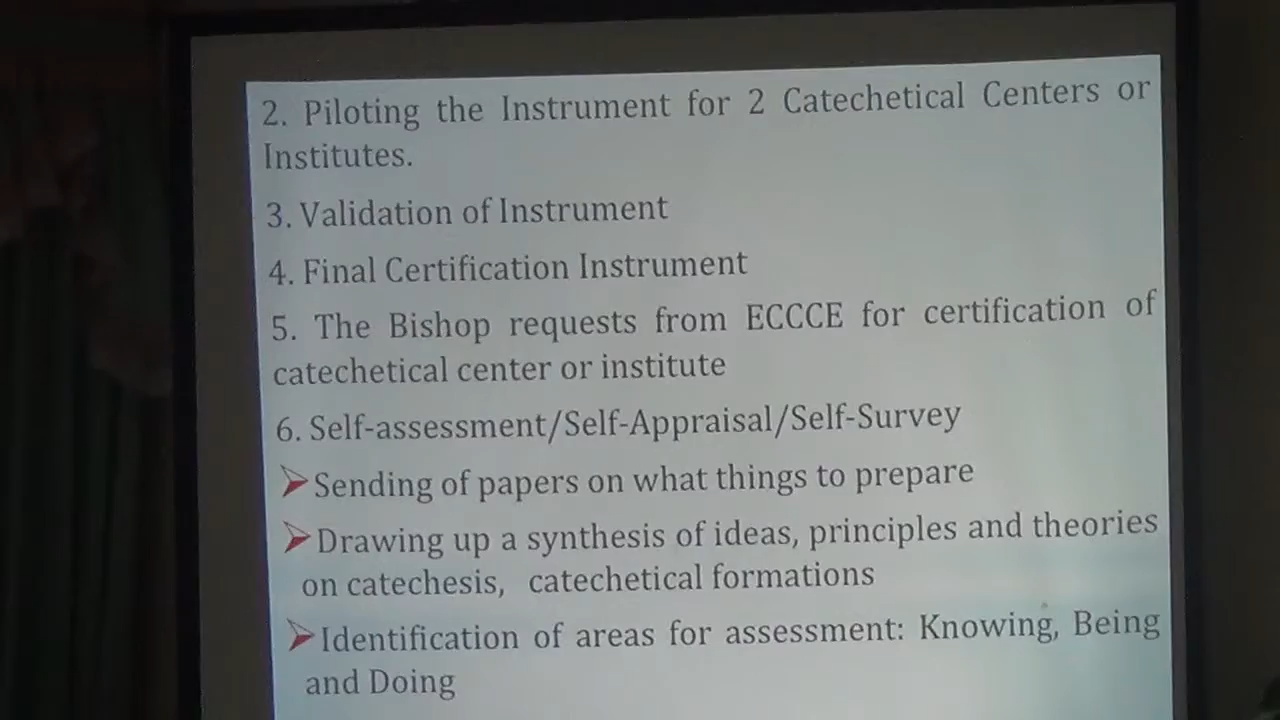 2. Piloting the Instrument for 2 Catechetical Centers or
Institutes.
3. Validation of Instrument
4. Final Certification Instrument
5. The Bishop requests from ECCCE for certification of
catechetical center or institute
6. Self-assessment/Self-Appraisal/Self-Survey
➢Sending of papers on what things to prepare
➢Drawing up a synthesis of ideas, principles and theories
on catechesis, catechetical formations
➢Identification of areas for assessment: Knowing, Being
and Doing